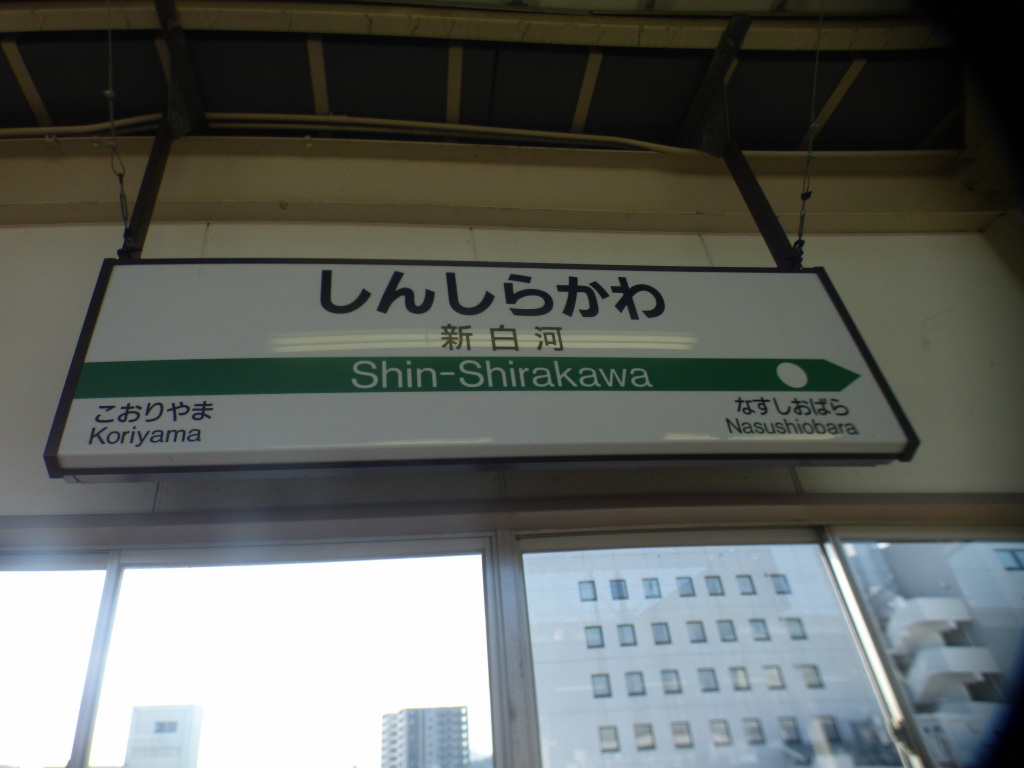 しんしらかわ
新白河
Shin-Shirakawa
こおりやま
Koriyama
なすしおばら
Nasushiobara